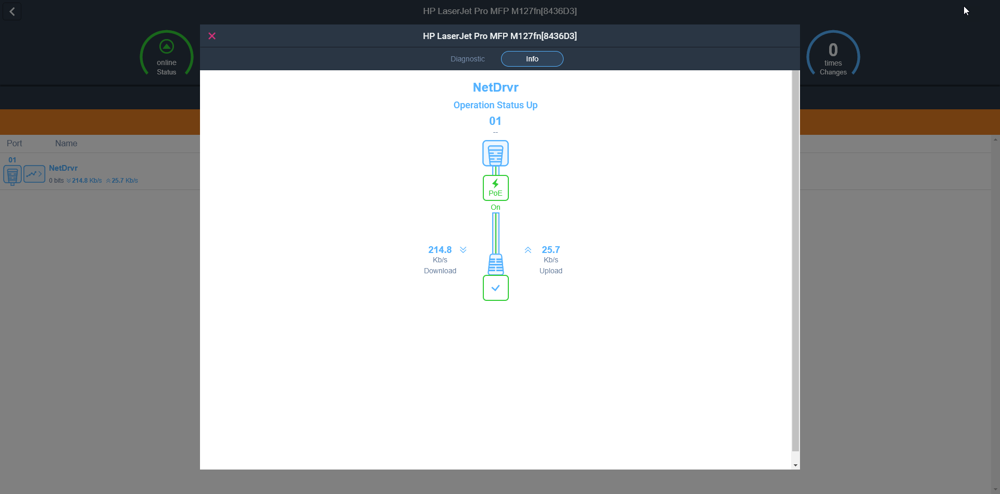 HP LaserJet Pro MFP M127fn[8436D3]
HP LaserJet Pro MFP M127fn[8436D3]
Diagnostic Info
online
Status
0
times
Changes
NetDrvr
Operation Status Up
01
--
PoE
On
214.8
Kb/s
Download
25.7
Kb/s
Upload
Port Name
01
NetDrvr
0 bits 214.8 Kb/s 25.7 Kb/s